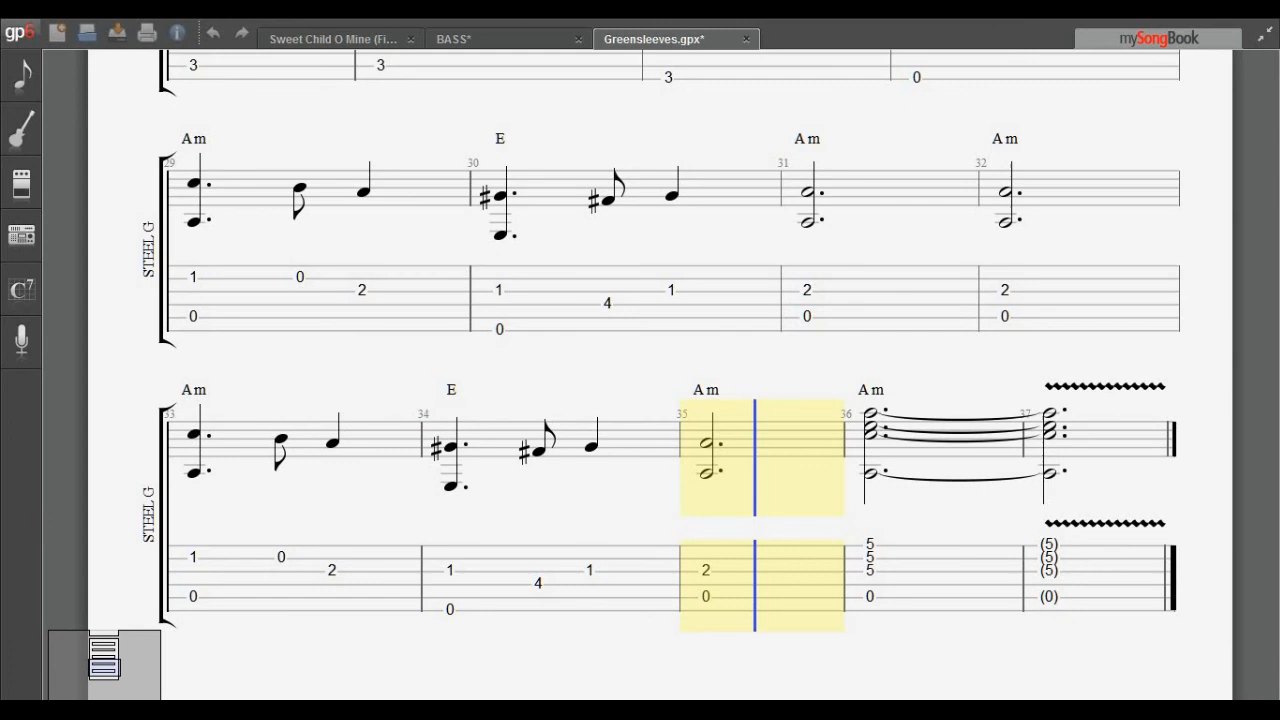 gp6
Sweet Child O Mine (Fi... × BASS* × Greensleeves.gpx* × mySongBook
3 3
3 0
Am E Am Am
29 30 31 32
STEEL G
1 0 1 2 2
2 4 1
0 0 0
0
Am E Am Am
33 34 35 36 37
STEEL G
5 (5)
1 0 5 (5)
2 1 1 2 5 (5)
4
0 0 0 (0)
0
C7